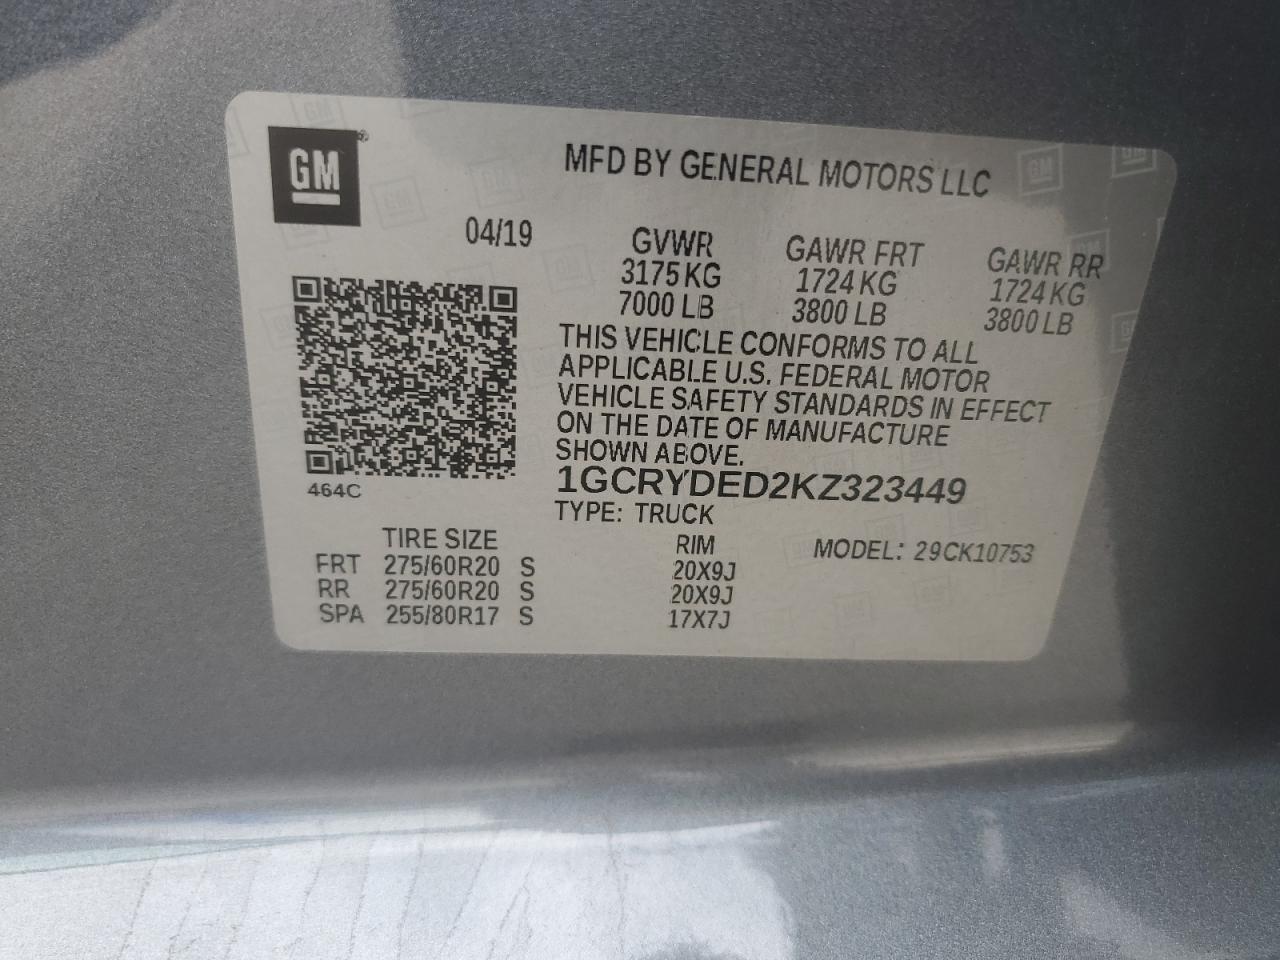 GM
MFD BY GENERAL MOTORS LLC
04/19
GVWR GAWR FRT GAWR RR
3175 KG 1724 KG 1724 KG
7000 LB 3800 LB 3800 LB
THIS VEHICLE CONFORMS TO ALL
APPLICABLE U.S. FEDERAL MOTOR
VEHICLE SAFETY STANDARDS IN EFFECT
ON THE DATE OF MANUFACTURE
SHOWN ABOVE.
1GCRYDED2KZ323449
464C
TYPE: TRUCK
TIRE SIZE RIM MODEL: 29CK10753
FRT 275/60R20 S 20X9J
RR 275/60R20 S 20X9J
SPA 255/80R17 S 17X7J